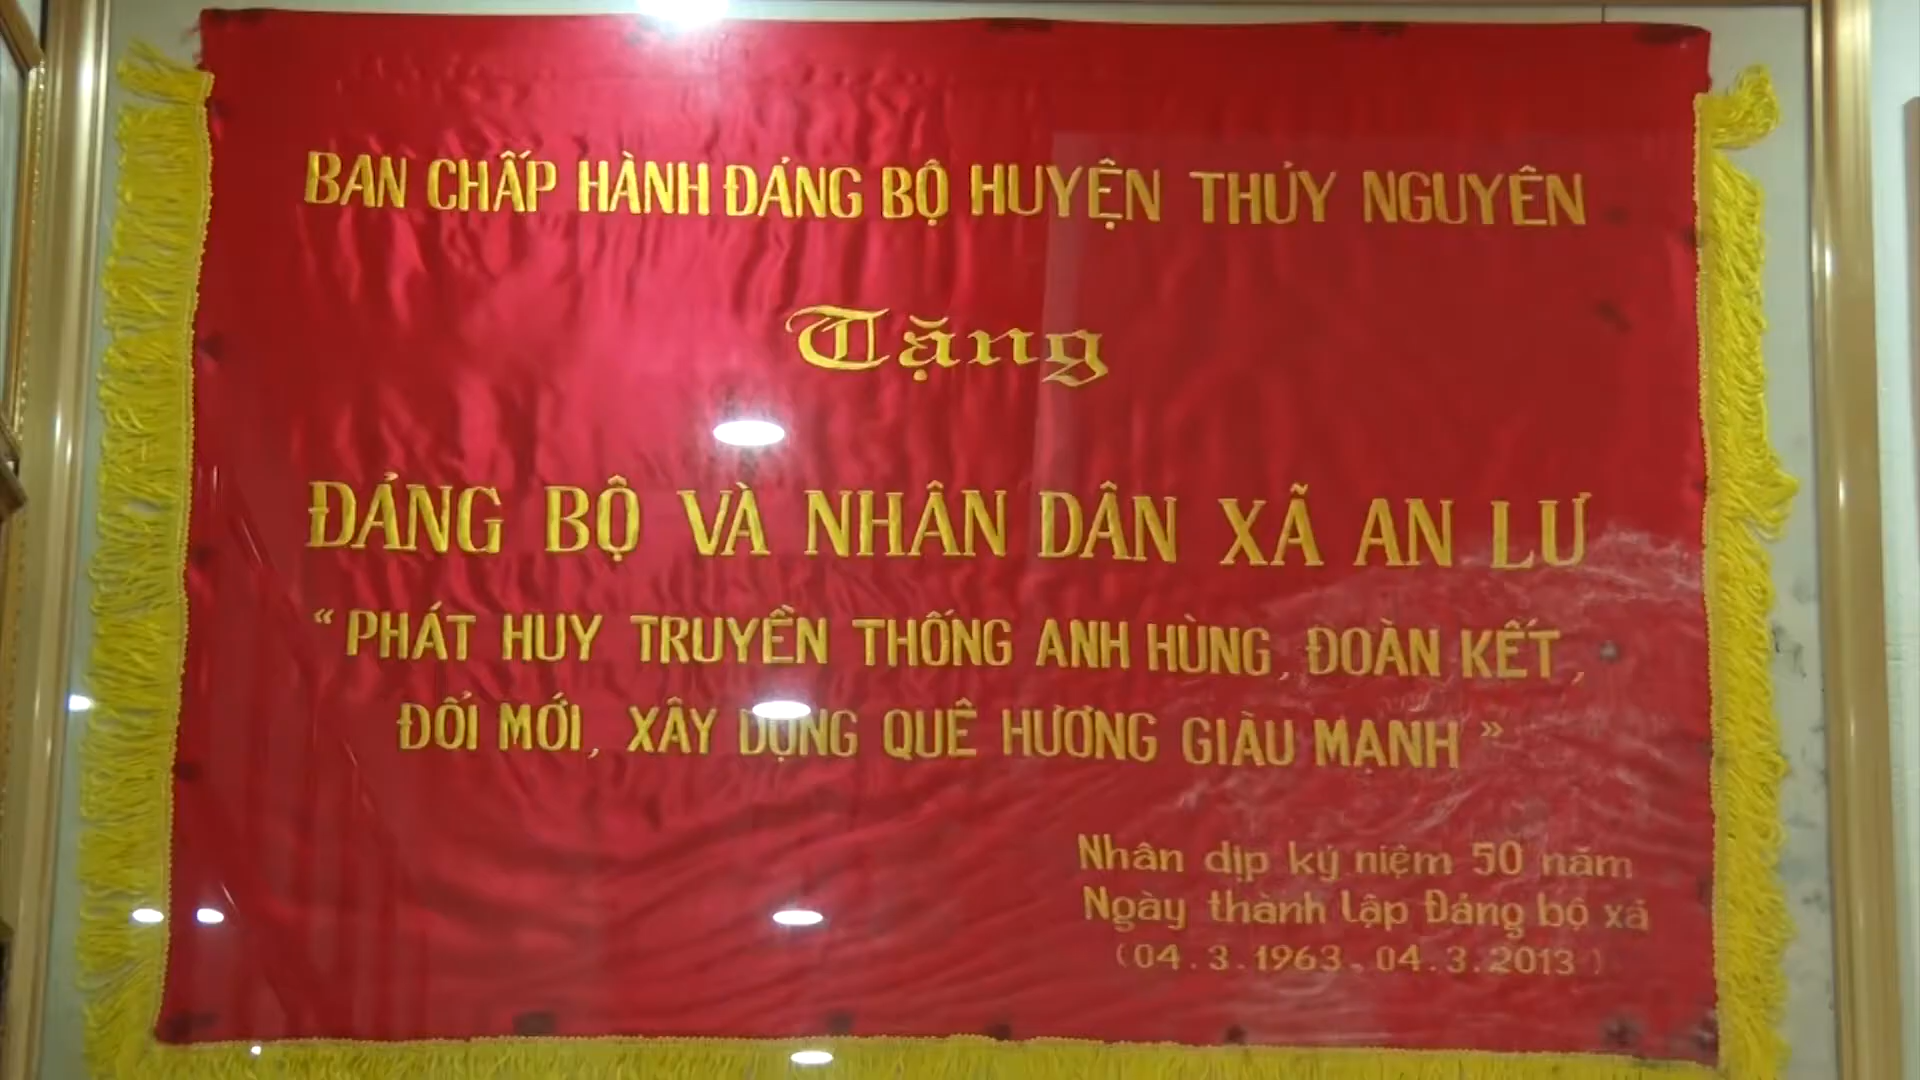 BAN CHẤP HÀNH ĐẢNG BỘ HUYỆN THỦY NGUYÊN
Tặng
ĐẢNG BỘ VÀ NHÂN DÂN XÃ AN LƯ
“ PHÁT HUY TRUYỀN THỐNG ANH HÙNG, ĐOÀN KẾT,
ĐỔI MỚI, XÂY DỰNG QUÊ HƯƠNG GIÀU MẠNH ”
Nhân dịp kỷ niệm 50 năm
Ngày thành lập Đảng bộ xã
(04.3.1963-04.3.2013)